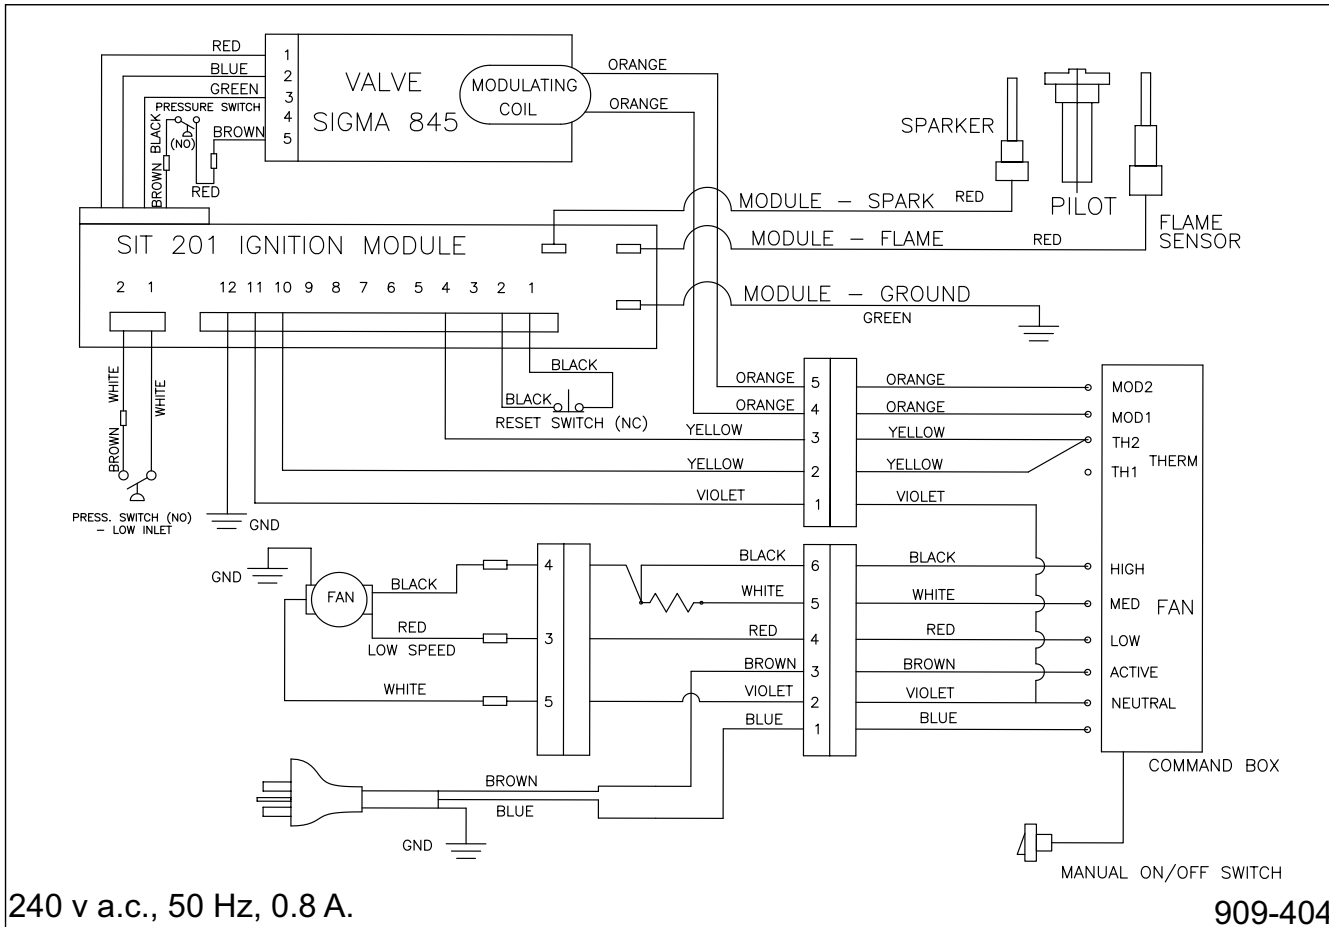 RED
BLUE
GREEN
PRESSURE SWITCH
(NO)
BLACK
BROWN
RED
BROWN
1
2
3
4
5
VALVE
SIGMA 845
MODULATING
COIL
ORANGE
ORANGE
SPARKER
PILOT
FLAME
SENSOR
MODULE – SPARK RED
MODULE – FLAME RED
MODULE – GROUND
GREEN
SIT 201 IGNITION MODULE
2 1
12 11 10 9 8 7 6 5 4 3 2 1
WHITE
BROWN
WHITE
PRESS. SWITCH (NO)
– LOW INLET
GND
BLACK
BLACK
RESET SWITCH (NC)
ORANGE 5 ORANGE
ORANGE 4 ORANGE
YELLOW 3 YELLOW
YELLOW 2 YELLOW
VIOLET 1 VIOLET
MOD2
MOD1
TH2
THERM
TH1
HIGH
MED FAN
LOW
ACTIVE
NEUTRAL
COMMAND BOX
GND
FAN
BLACK
RED
LOW SPEED
WHITE
4
3
5
BLACK 6 BLACK
WHITE 5 WHITE
RED 4 RED
BROWN 3 BROWN
VIOLET 2 VIOLET
BLUE 1 BLUE
BROWN
BLUE
GND
MANUAL ON/OFF SWITCH
240 v a.c., 50 Hz, 0.8 A.
909-404